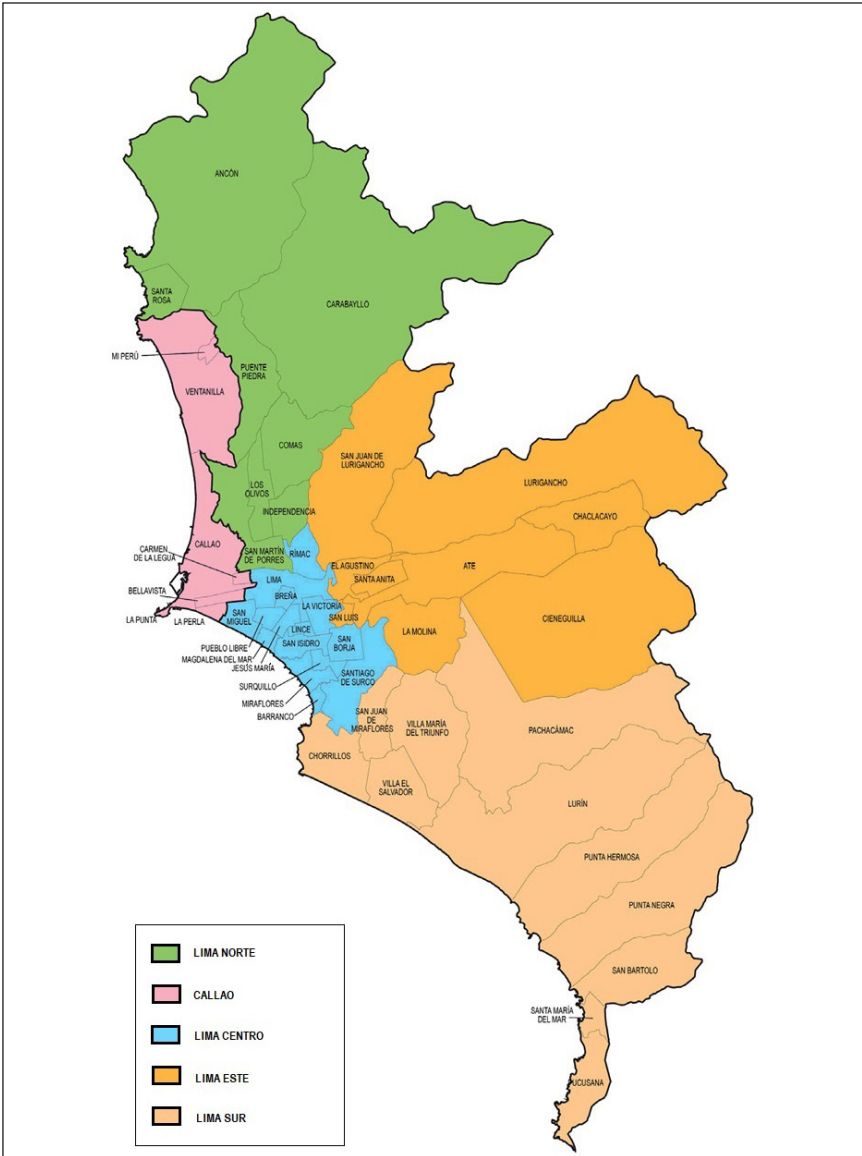 ANCÓN
SANTA
ROSA
CARABAYLLO
MI PERÚ
PUENTE
PIEDRA
VENTANILLA
COMAS
SAN JUAN DE
LURIGANCHO
LURIGANCHO
LOS
OLIVOS
INDEPENDENCIA
CHACLACAYO
CALLAO
CARMEN
DE LA LEGUA
SAN MARTÍN
DE PORRES
RÍMAC
EL AGUSTINO
ATE
SANTA ANITA
LIMA
BELLAVISTA
BREÑA
LA VICTORIA
LA PUNTA
LA PERLA
SAN
MIGUEL
SAN LUIS
CIENEGUILLA
LINCE
LA MOLINA
PUEBLO LIBRE
SAN ISIDRO
SAN
BORJA
MAGDALENA DEL MAR
JESÚS MARÍA
SANTIAGO
DE SURCO
SURQUILLO
MIRAFLORES
BARRANCO
SAN JUAN
DE
MIRAFLORES
VILLA MARÍA
DEL TRIUNFO
PACHACÁMAC
CHORRILLOS
VILLA EL
SALVADOR
LURÍN
PUNTA HERMOSA
PUNTA NEGRA
SAN BARTOLO
SANTA MARÍA
DEL MAR
PUCUSANA
LIMA NORTE
CALLAO
LIMA CENTRO
LIMA ESTE
LIMA SUR